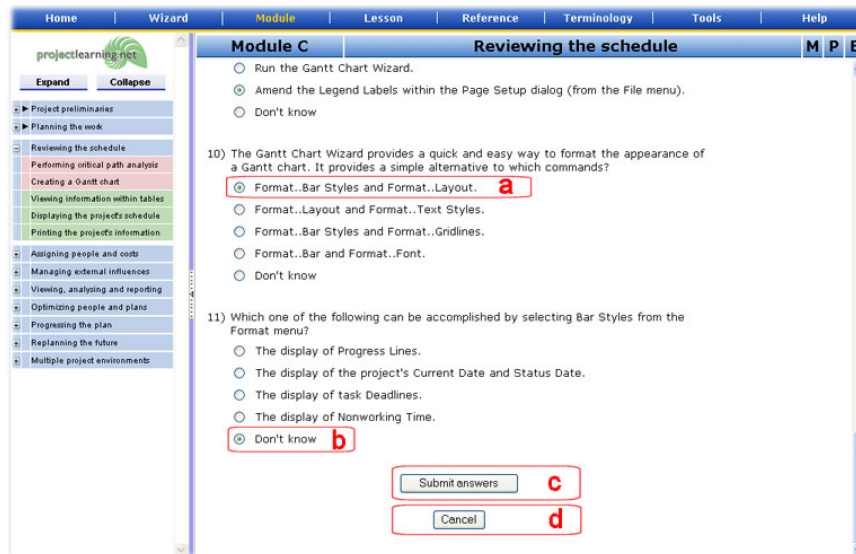 Home Wizard Module Lesson Reference Terminology Tools Help
projectlearning.net
Expand Collapse
Project preliminaries
Planning the work
Reviewing the schedule
Performing critical path analysis
Creating a Gantt chart
Viewing information within tables
Displaying the project's schedule
Printing the project's information
Assigning people and costs
Managing external influences
Viewing, analysing and reporting
Optimizing people and plans
Progressing the plan
Replanning the future
Multiple project environments
Module C Reviewing the schedule M P E
Run the Gantt Chart Wizard.
Amend the Legend Labels within the Page Setup dialog (from the File menu).
Don't know
10) The Gantt Chart Wizard provides a quick and easy way to format the appearance of
a Gantt chart. It provides a simple alternative to which commands?
Format..Bar Styles and Format..Layout. a
Format..Layout and Format..Text Styles.
Format..Bar Styles and Format..Gridlines.
Format..Bar and Format..Font.
Don't know
11) Which one of the following can be accomplished by selecting Bar Styles from the
Format menu?
The display of Progress Lines.
The display of the project's Current Date and Status Date.
The display of task Deadlines.
The display of Nonworking Time.
Don't know b
Submit answers c
Cancel d